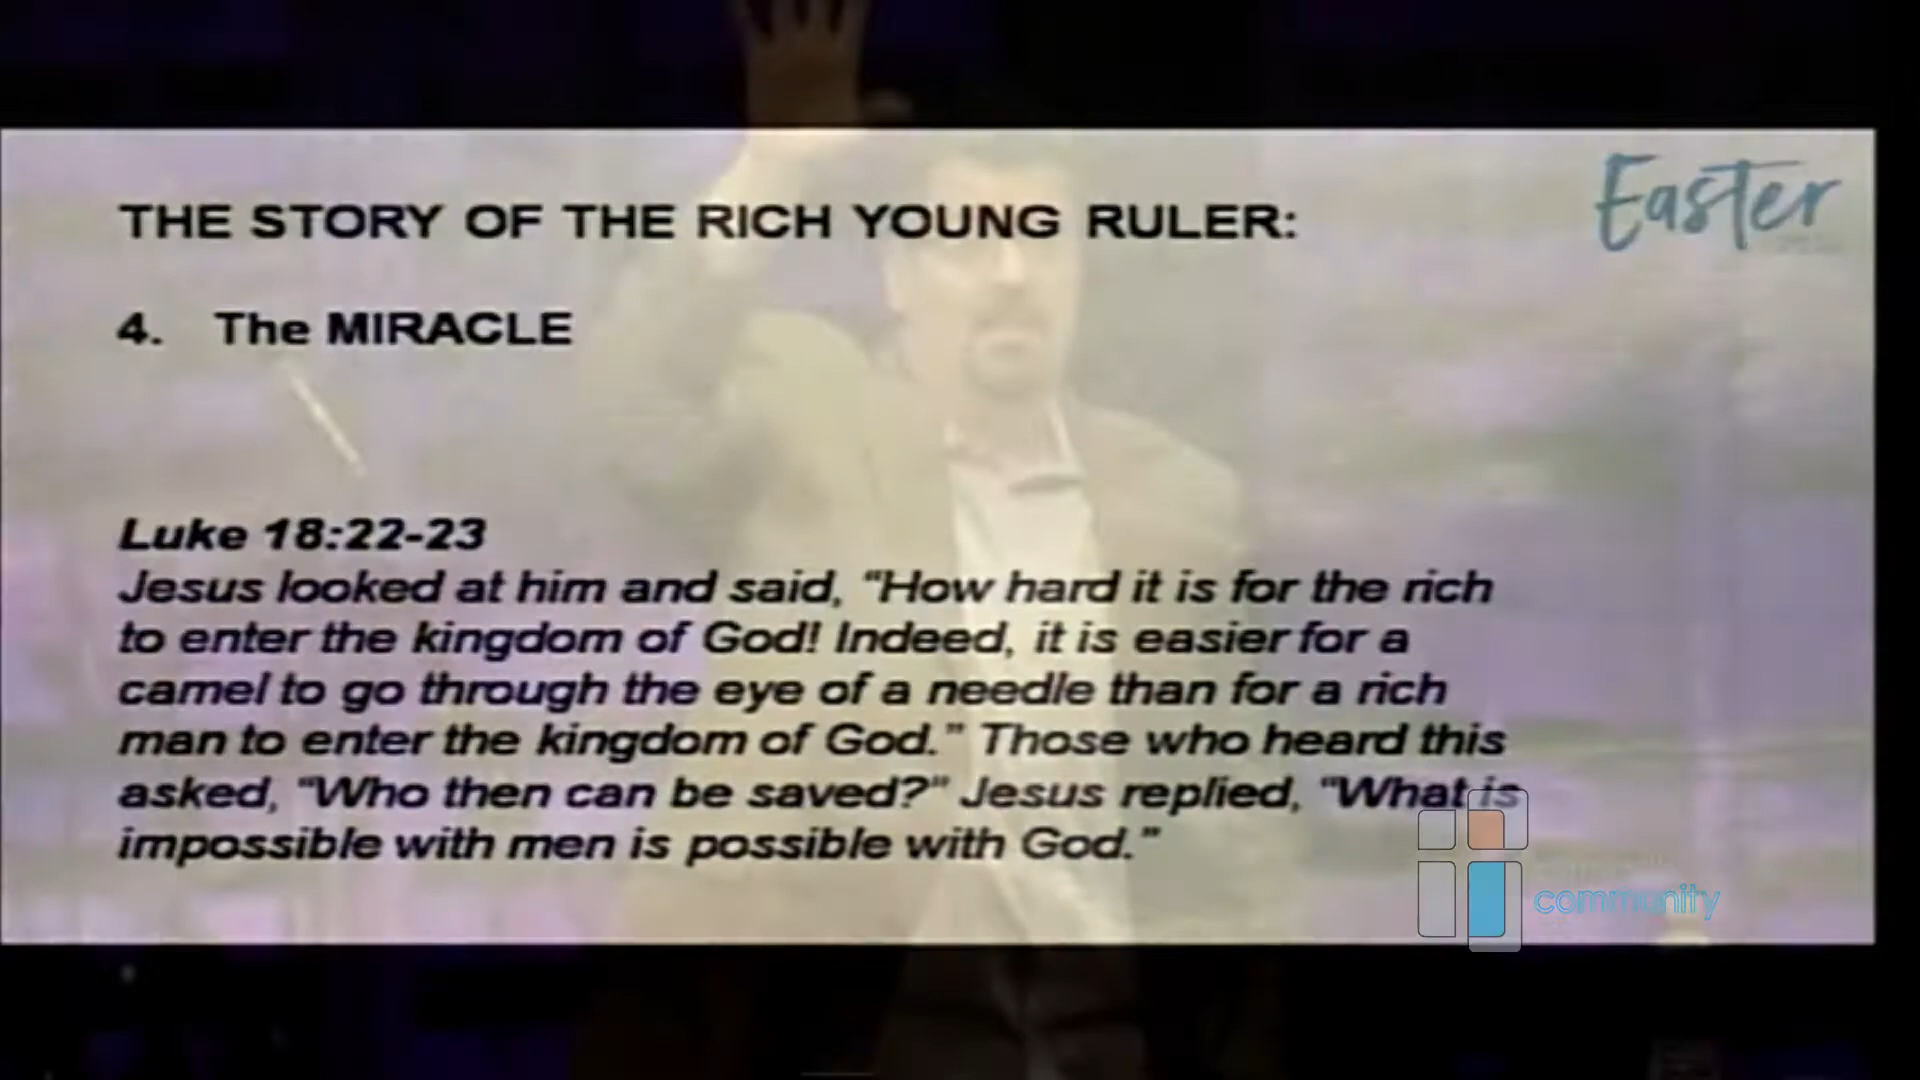 Easter
THE STORY OF THE RICH YOUNG RULER:
4. The MIRACLE
Luke 18:22-23
Jesus looked at him and said, “How hard it is for the rich
to enter the kingdom of God! Indeed, it is easier for a
camel to go through the eye of a needle than for a rich
man to enter the kingdom of God.” Those who heard this
asked, “Who then can be saved?” Jesus replied, “What is
impossible with men is possible with God.”
community